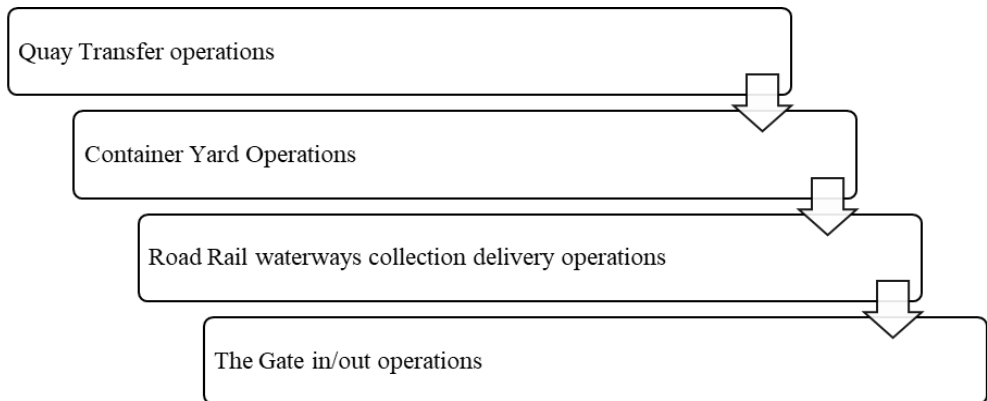 Quay Transfer operations
Container Yard Operations
Road Rail waterways collection delivery operations
The Gate in/out operations